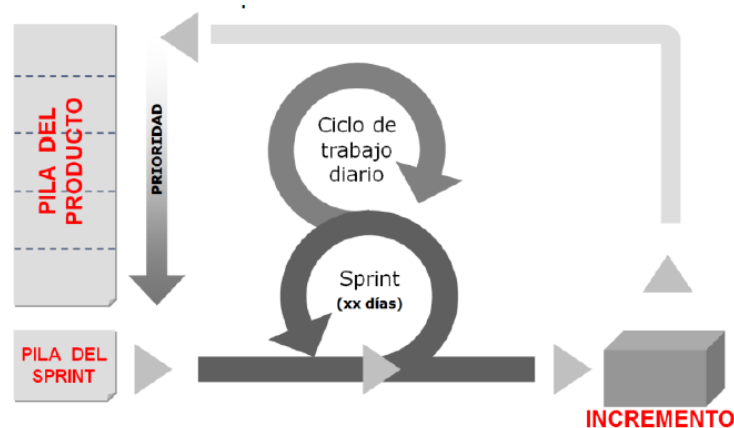 PILA DEL
PRODUCTO
PRIORIDAD
Ciclo de
trabajo
diario
Sprint
(xx días)
PILA DEL
SPRINT
INCREMENTO